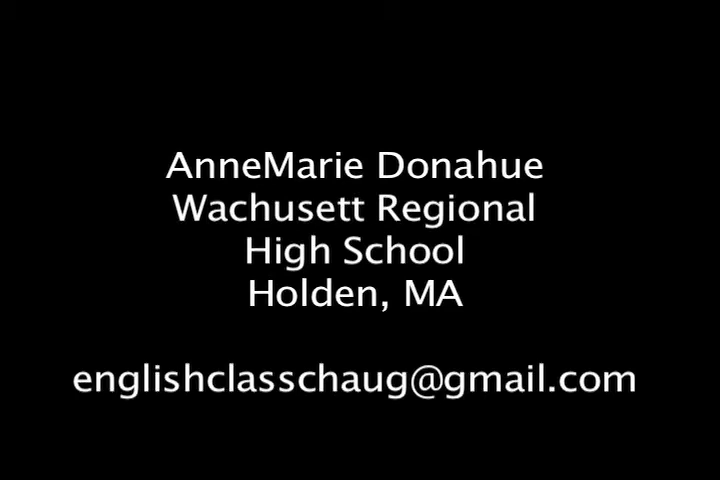 AnneMarie Donahue
Wachusett Regional
High School
Holden, MA
englishclasschaug@gmail.com